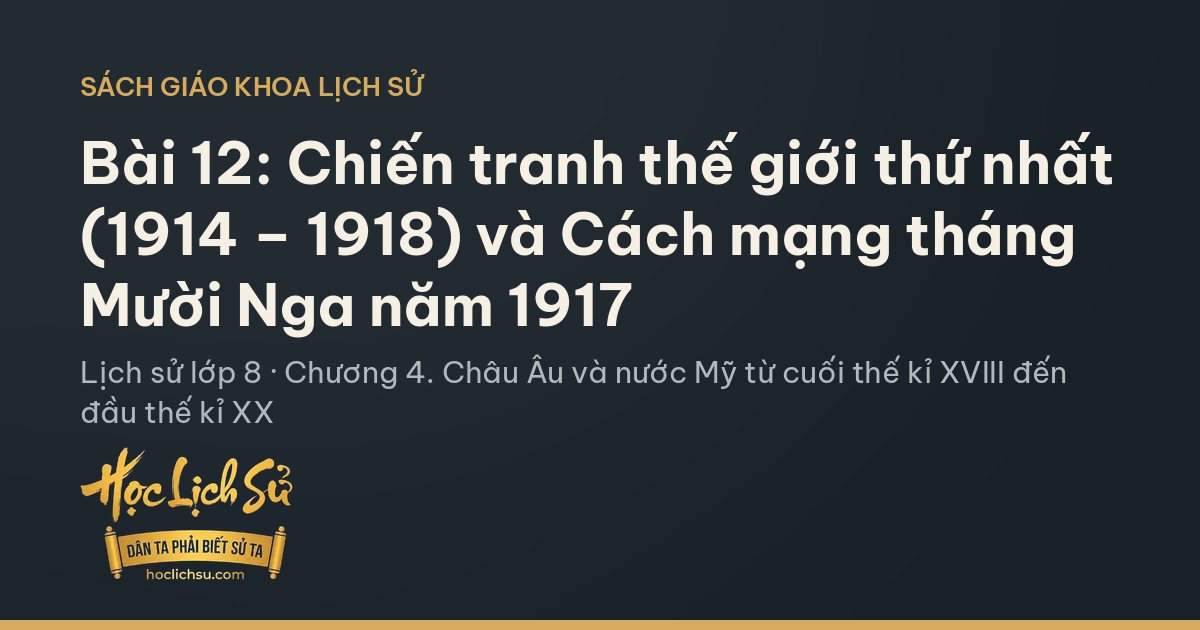 SÁCH GIÁO KHOA LỊCH SỬ
Bài 12: Chiến tranh thế giới thứ nhất
(1914 – 1918) và Cách mạng tháng
Mười Nga năm 1917
Lịch sử lớp 8 · Chương 4. Châu Âu và nước Mỹ từ cuối thế kỉ XVIII đến
đầu thế kỉ XX
Học Lịch Sử
DÂN TA PHẢI BIẾT SỬ TA
hoclichsu.com